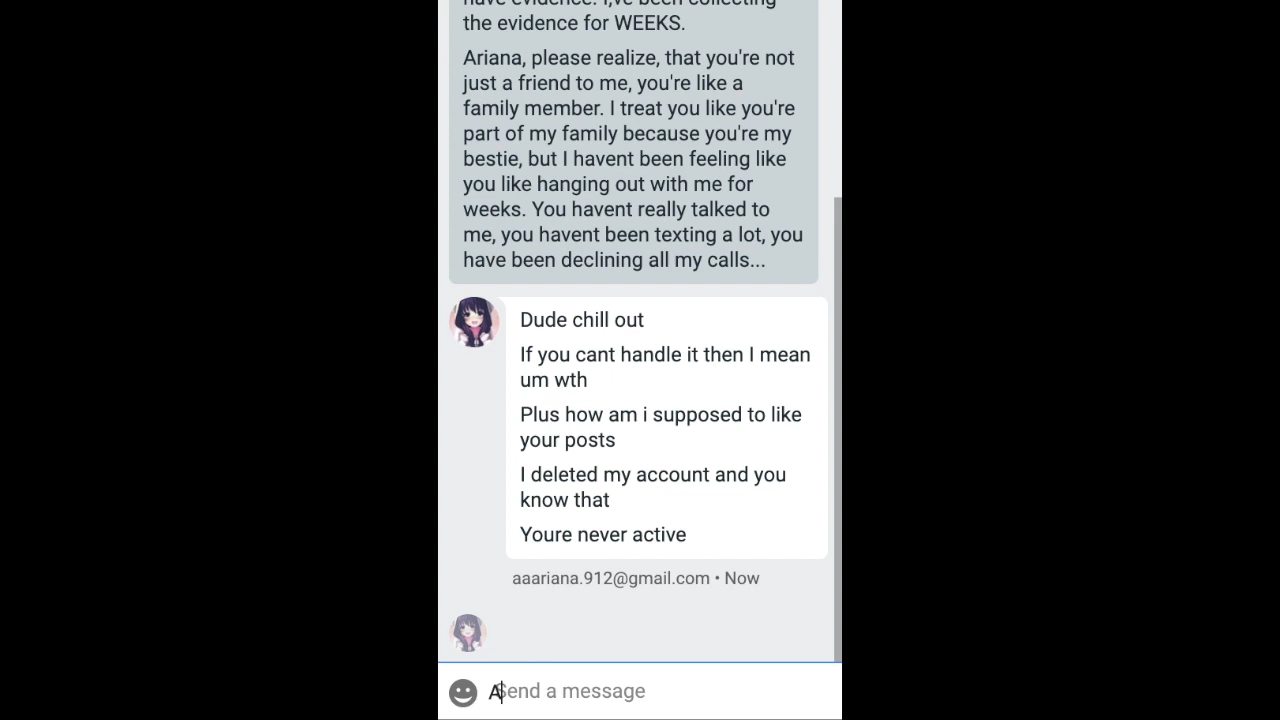 have evidence. I,ve been collecting
the evidence for WEEKS.
Ariana, please realize, that you're not
just a friend to me, you're like a
family member. I treat you like you're
part of my family because you're my
bestie, but I havent been feeling like
you like hanging out with me for
weeks. You havent really talked to
me, you havent been texting a lot, you
have been declining all my calls...
Dude chill out
If you cant handle it then I mean
um wth
Plus how am i supposed to like
your posts
I deleted my account and you
know that
Youre never active
aaariana.912@gmail.com • Now
A
Send a message